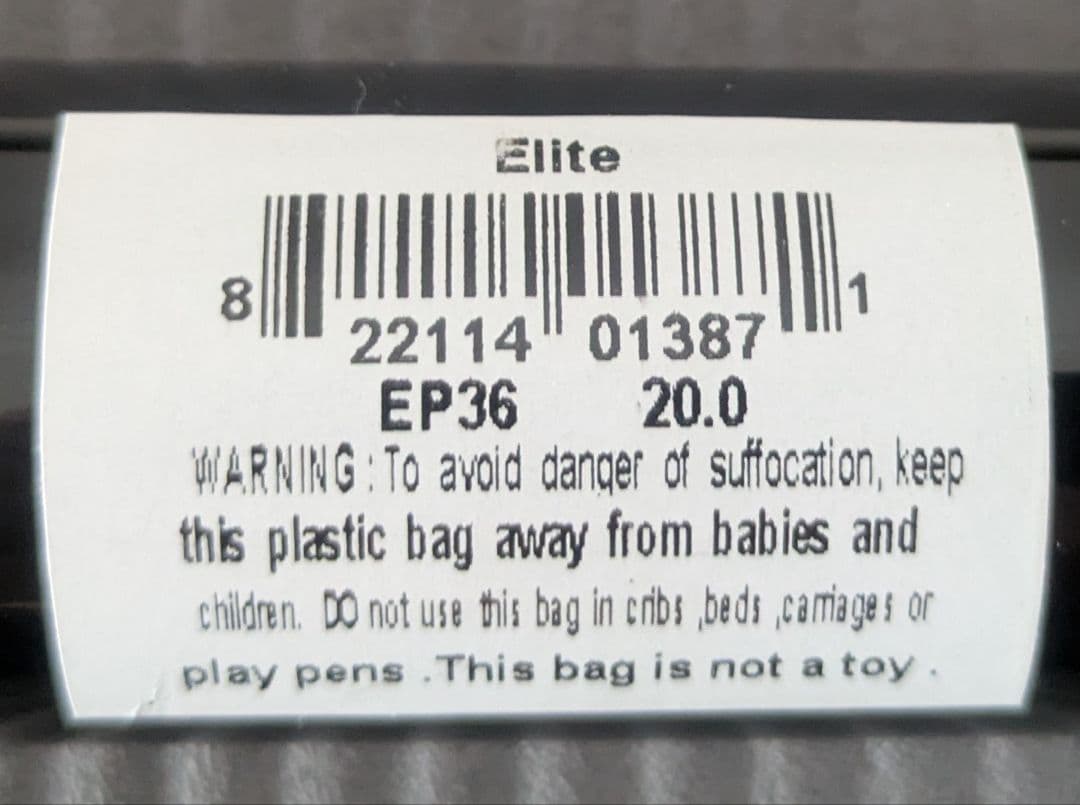 Elite
8 22114 01387 1
EP36 20.0
WARNING : To avoid danger of suffocation, keep
this plastic bag away from babies and
children. DO not use this bag in cribs ,beds ,carriages or
play pens .This bag is not a toy .